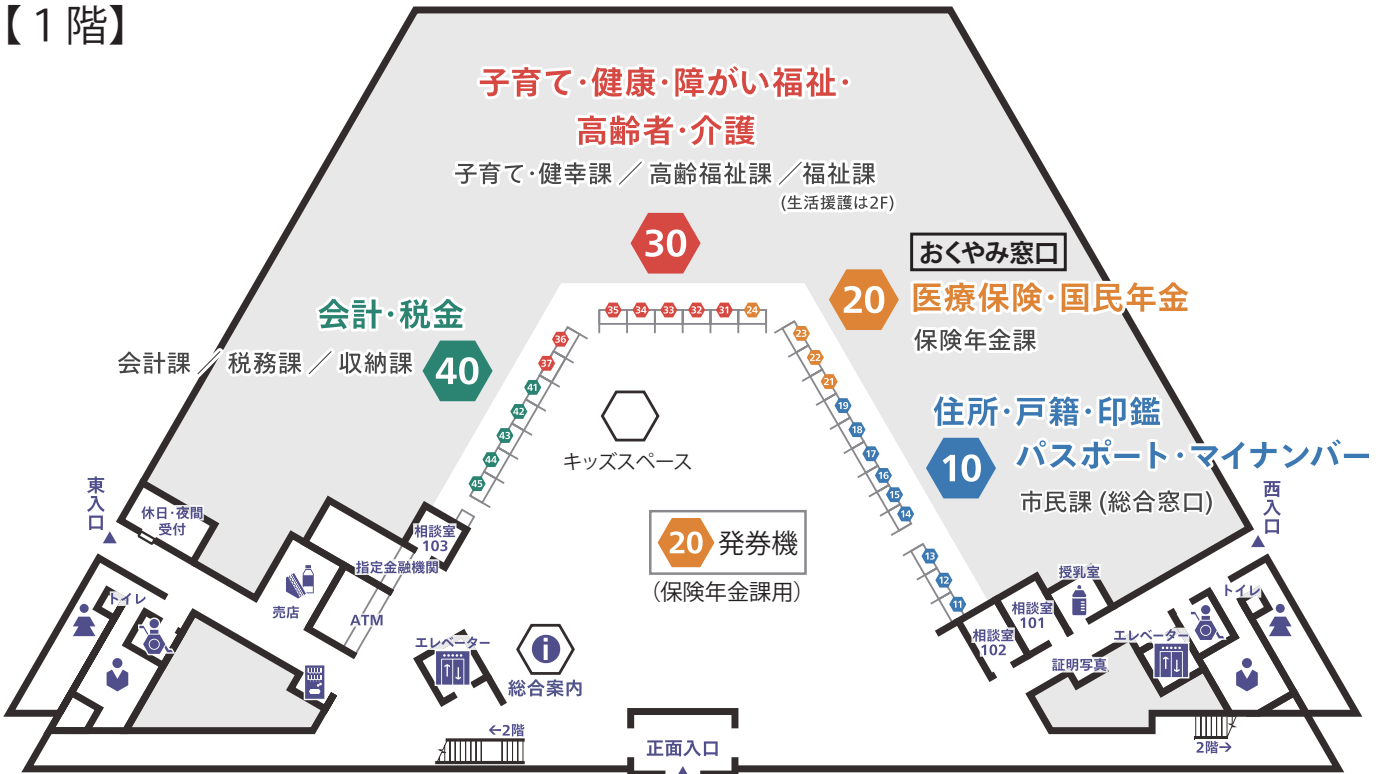 【１階】
子育て・健康・障がい福祉・
高齢者・介護
子育て・健幸課／高齢福祉課／福祉課
(生活援護は2F)
30
おくやみ窓口
20
医療保険・国民年金
保険年金課
会計・税金
会計課／税務課／収納課
40
35
34
33
32
31
24
36
37
41
42
43
44
45
23
22
21
19
18
17
16
15
14
13
12
11
キッズスペース
住所・戸籍・印鑑
パスポート・マイナンバー
10
市民課(総合窓口)
20 発券機
(保険年金課用)
東入口
休日・夜間
受付
相談室
103
指定金融機関
売店
ATM
トイレ
エレベーター
総合案内
←2階
正面入口
西入口
授乳室
相談室
101
相談室
102
トイレ
エレベーター
証明写真
2階→